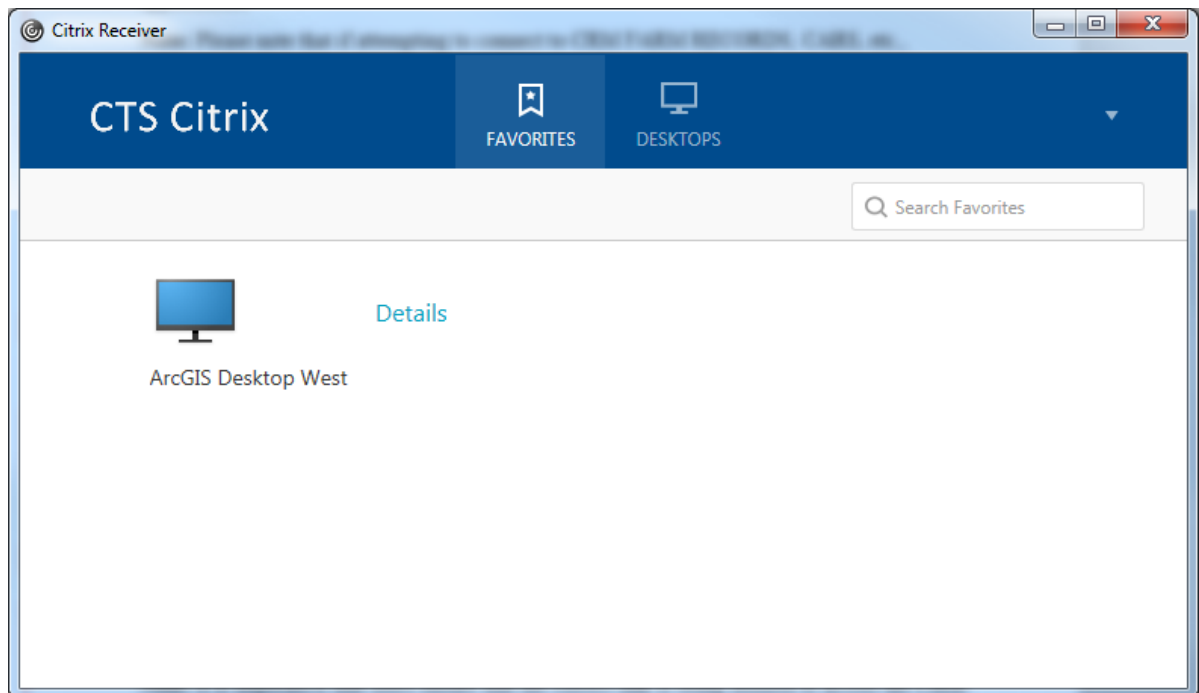 Citrix Receiver
CTS Citrix
FAVORITES
DESKTOPS
Search Favorites
Details
ArcGIS Desktop West